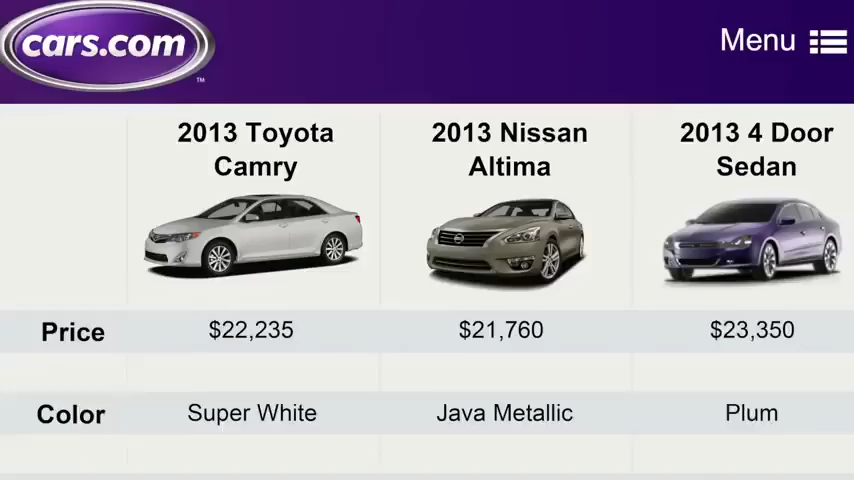 cars.com
TM
Menu
2013 Toyota
Camry
2013 Nissan
Altima
2013 4 Door
Sedan
Price $22,235 $21,760 $23,350
Color Super White Java Metallic Plum